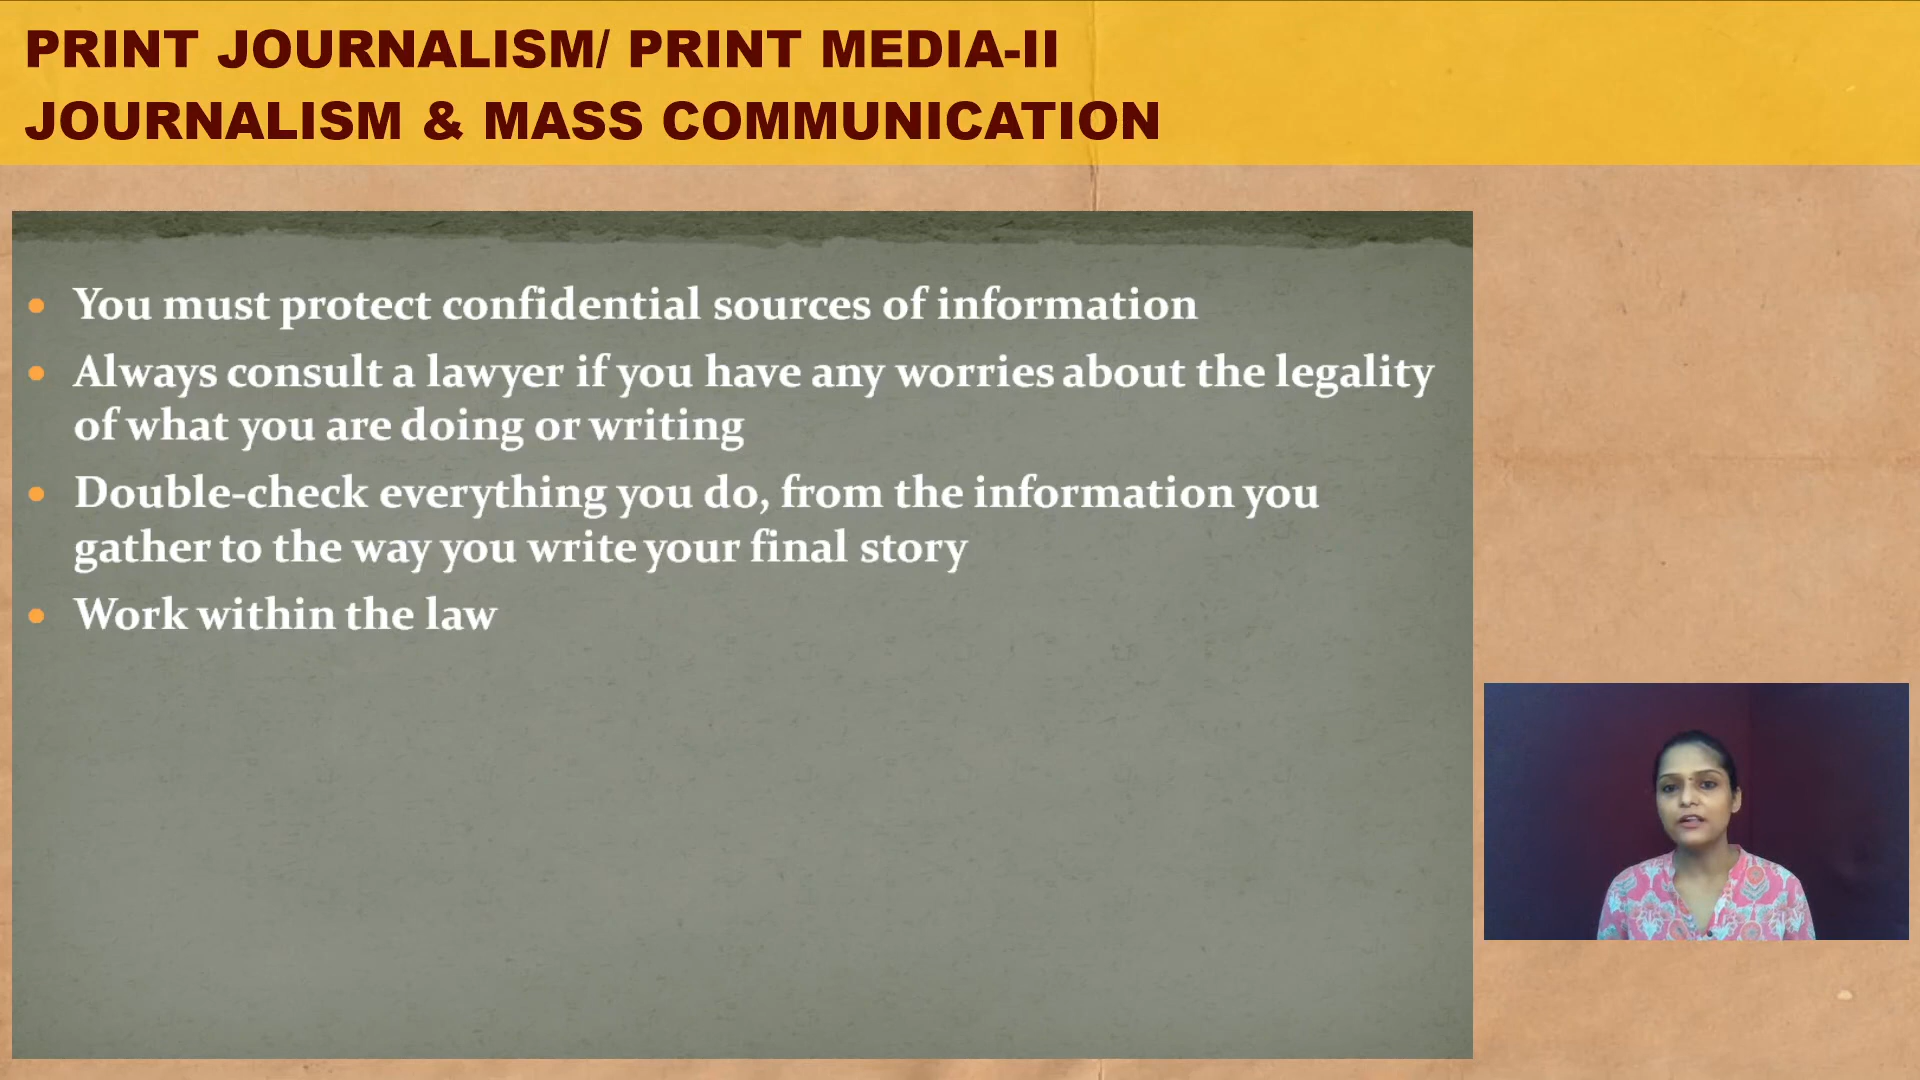 PRINT JOURNALISM/ PRINT MEDIA-II
JOURNALISM & MASS COMMUNICATION
• You must protect confidential sources of information
• Always consult a lawyer if you have any worries about the legality
of what you are doing or writing
• Double-check everything you do, from the information you
gather to the way you write your final story
• Work within the law